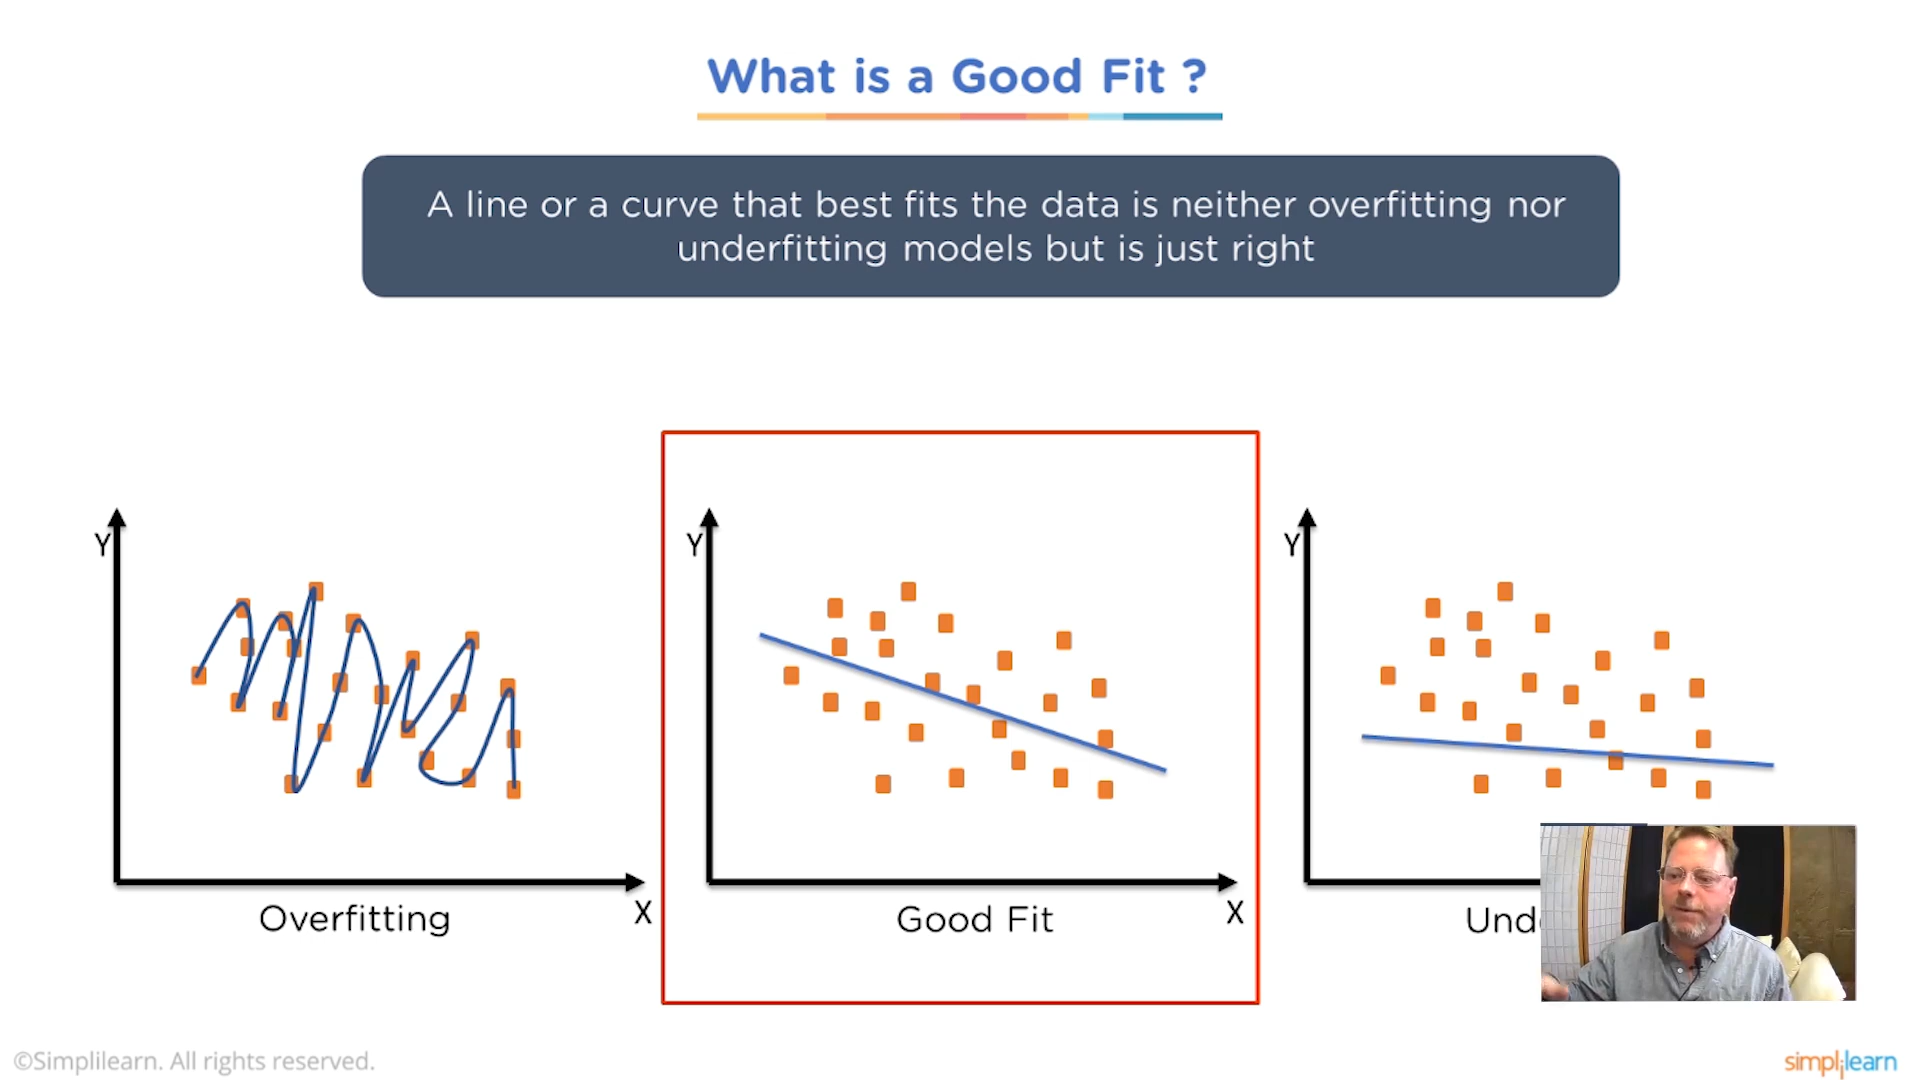 What is a Good Fit ?
A line or a curve that best fits the data is neither overfitting nor
underfitting models but is just right
Y
X
Overfitting
Y
X
Good Fit
Y
©Simplilearn. All rights reserved.
simplilearn